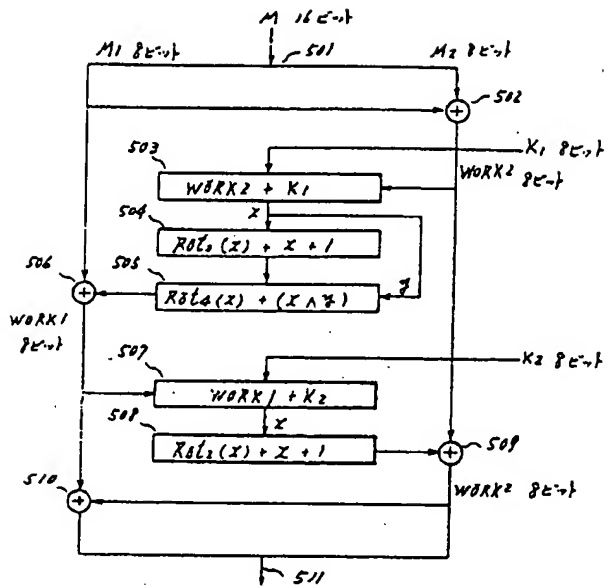 M 16ビット
M1 8ビット
501
M2 8ビット
502
K1 8ビット
503
WORK2 + K1
WORK2
8ビット
504
x
Rot₂(x) + x + 1
506
505
Rot₄(x) + (x ∧ y)
y
WORK1
8ビット
507
K2 8ビット
WORK1 + K2
508
x
Rot₂(x) + x + 1
509
510
WORK2 8ビット
511